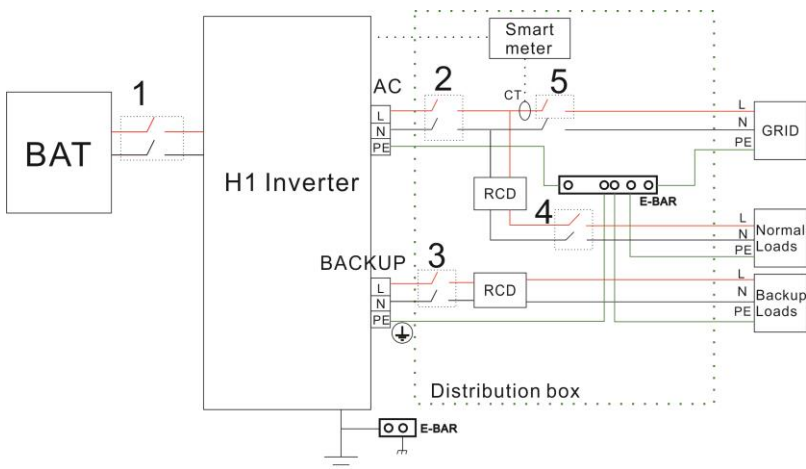 Smart
meter
1
AC
2
CT
5
L
N
PE
GRID
BAT
H1 Inverter
L
N
PE
RCD
E-BAR
4
L
N
PE
Normal
Loads
BACKUP
3
L
N
PE
RCD
L
N
PE
Backup
Loads
Distribution box
E-BAR